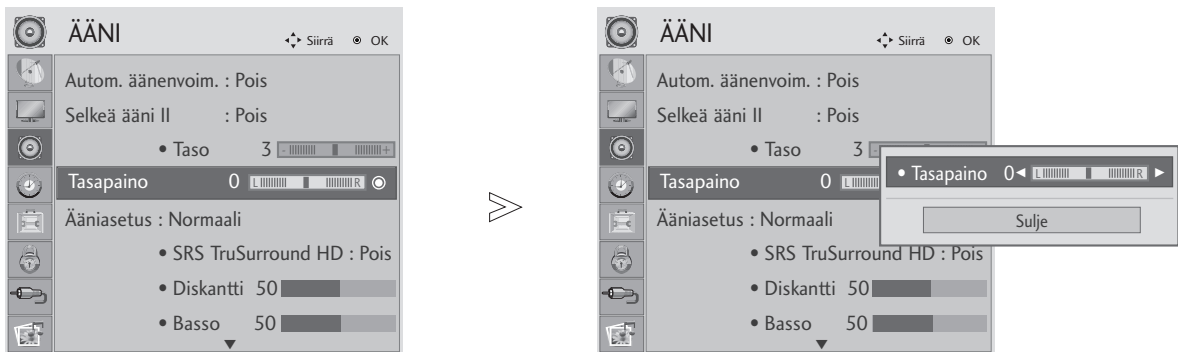 ÄÄNI
Siirrä OK
Autom. äänenvoim. : Pois
Selkeä ääni II : Pois
• Taso 3 - +
Tasapaino 0 L R
Ääniasetus : Normaali
• SRS TruSurround HD : Pois
• Diskantti 50
• Basso 50
ÄÄNI
Siirrä OK
Autom. äänenvoim. : Pois
Selkeä ääni II : Pois
• Taso 3 -
Tasapaino 0 L
Ääniasetus : Normaali
• SRS TruSurround HD : Pois
• Diskantti 50
• Basso 50
• Tasapaino 0 L R
Sulje